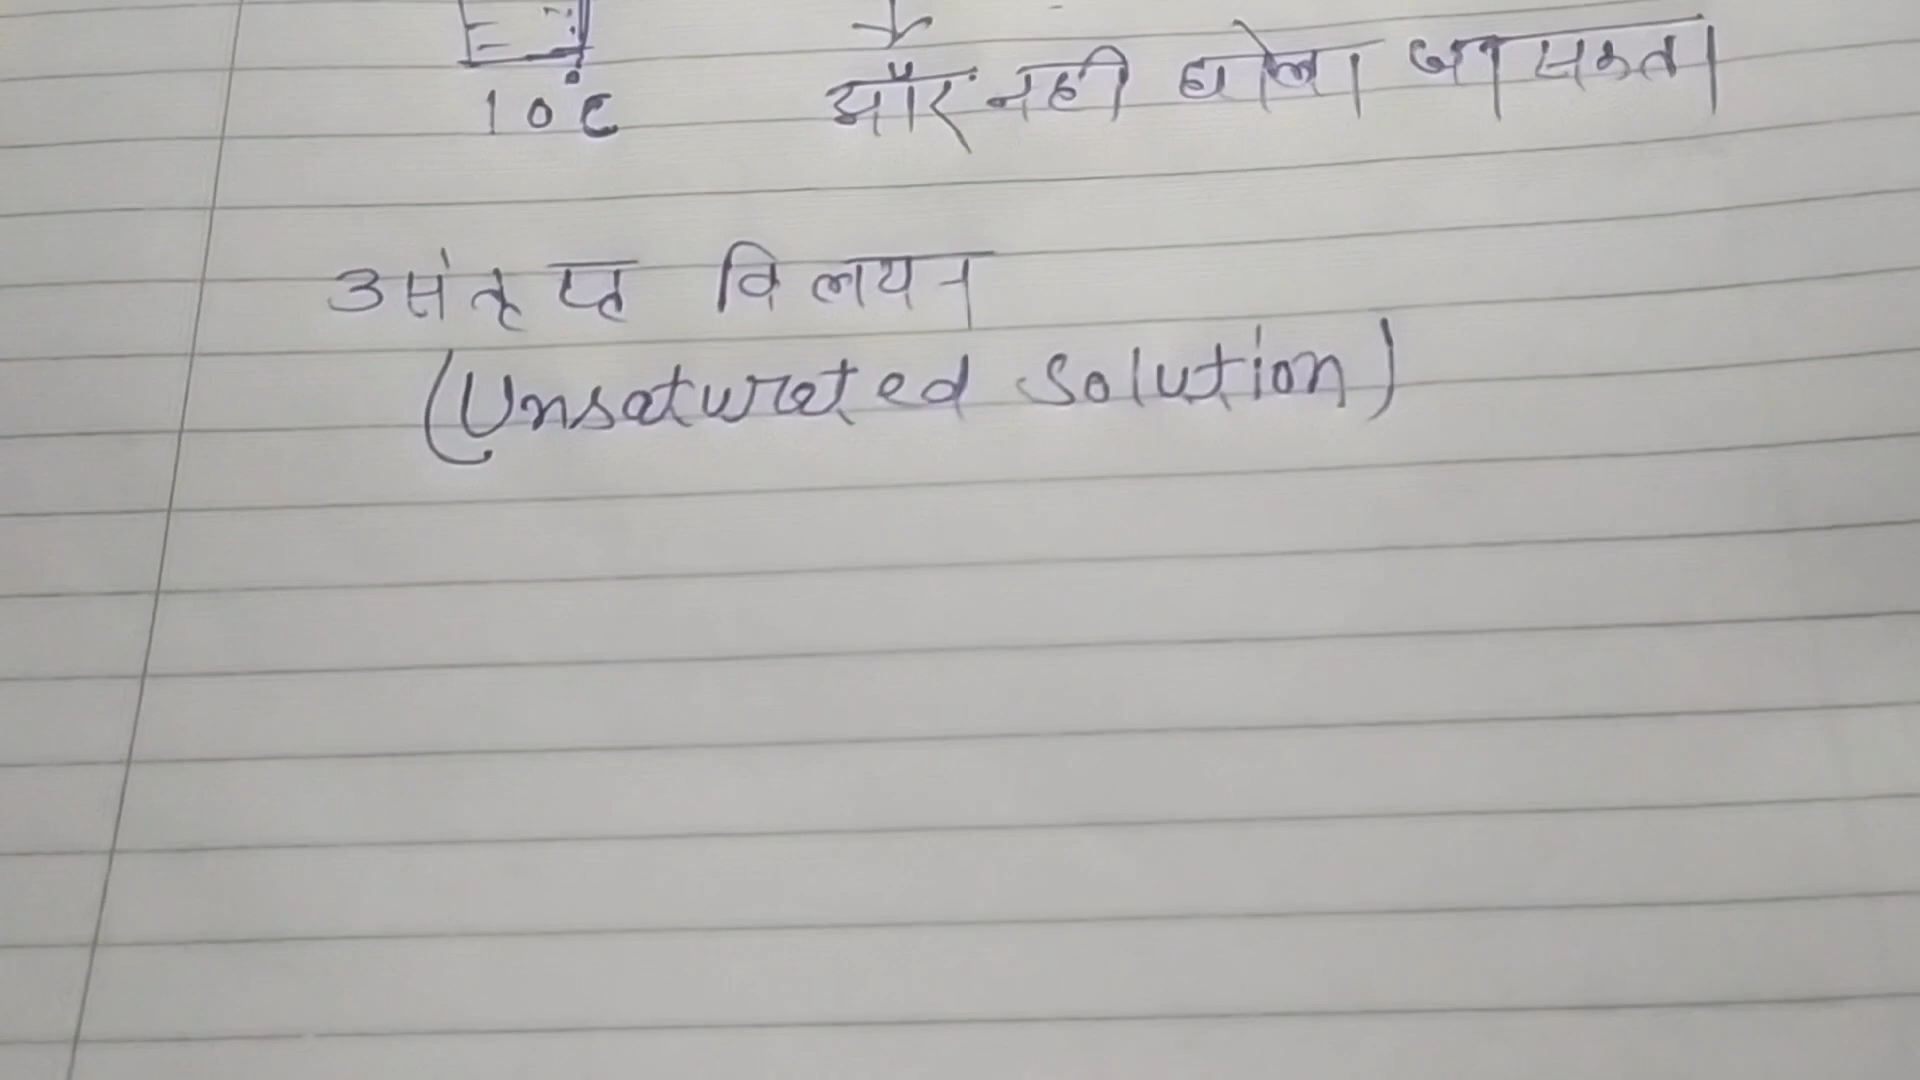 10°C
और नही घोला जा सकता
असंतृप्त विलयन
(Unsaturated solution)